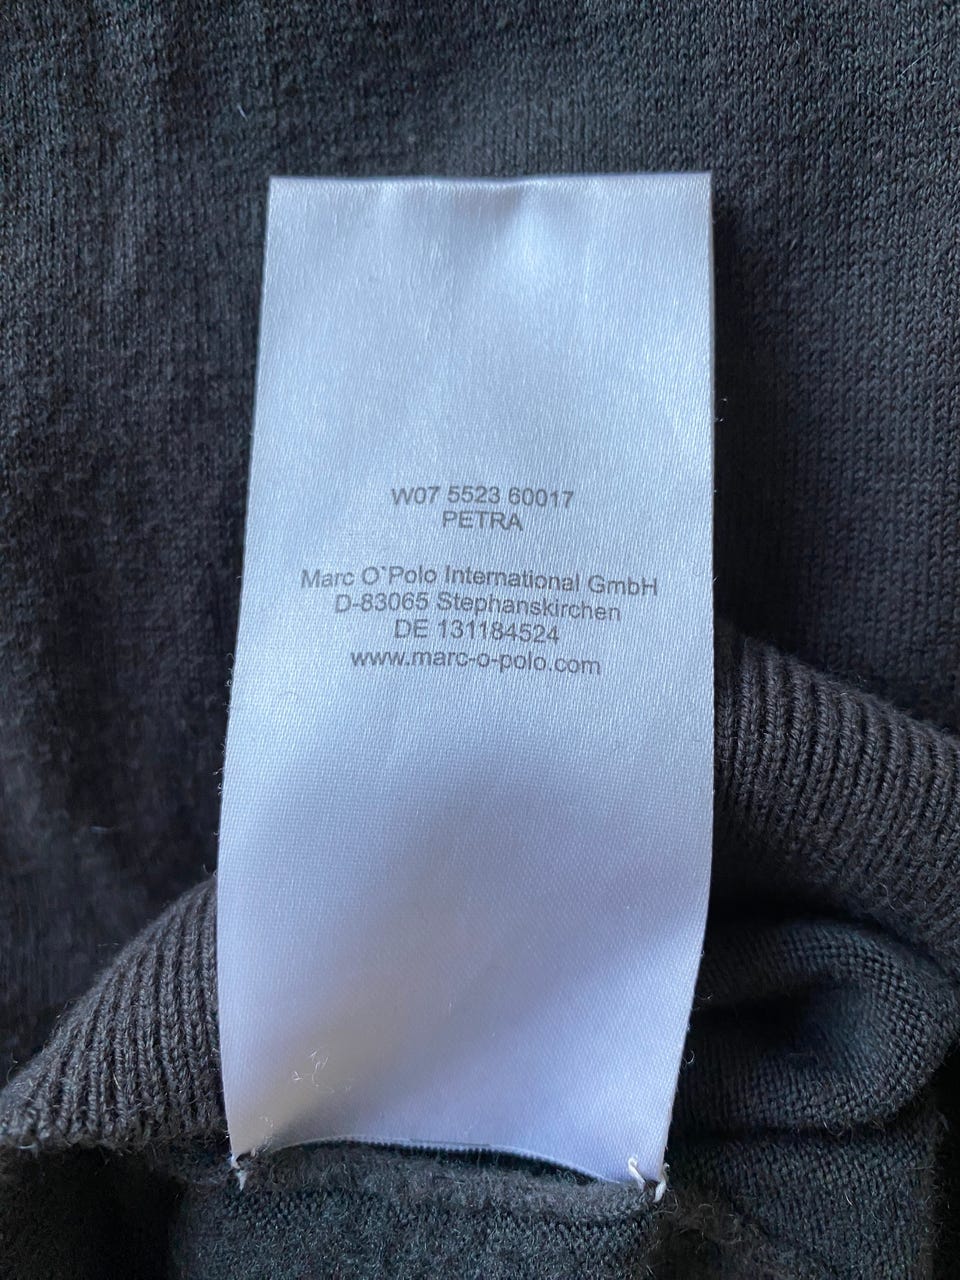 W07 5523 60017
PETRA
Marc O`Polo International GmbH
D-83065 Stephanskirchen
DE 131184524
www.marc-o-polo.com